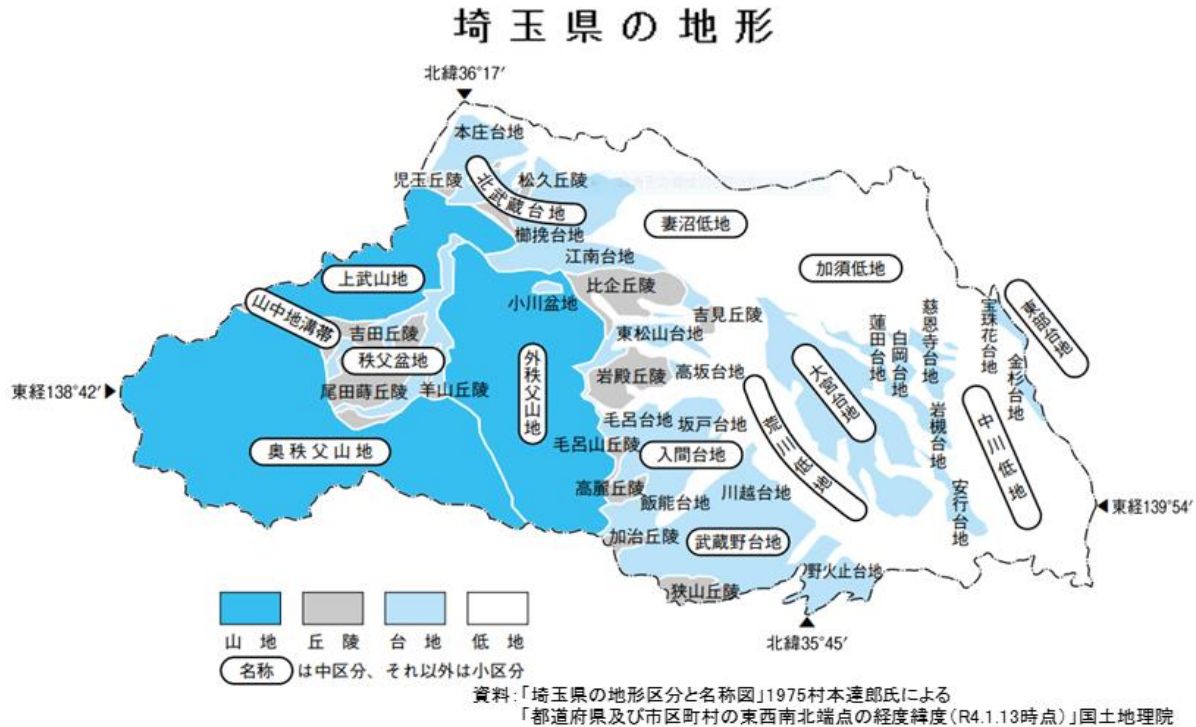 埼玉県の地形
北緯36°17′
本庄台地
児玉丘陵
松久丘陵
北武蔵台地
櫛挽台地
妻沼低地
江南台地
上武山地
加須低地
比企丘陵
小川盆地
山中地溝帯
吉田丘陵
吉見丘陵
東松山台地
秩父盆地
外秩父山地
岩殿丘陵
高坂台地
大宮台地
蓮田台地
白岡台地
慈恩寺台地
宝珠花台地
東部台地
金杉台地
東経138°42′
尾田蒔丘陵
羊山丘陵
毛呂台地
坂戸台地
荒川低地
岩槻台地
中川低地
奥秩父山地
毛呂山丘陵
入間台地
高麗丘陵
飯能台地
川越台地
安行台地
東経139°54′
加治丘陵
武蔵野台地
野火止台地
狭山丘陵
北緯35°45′
山地
丘陵
台地
低地
名称 は中区分、それ以外は小区分
資料：「埼玉県の地形区分と名称図」1975村本達郎氏による
「都道府県及び市区町村の東西南北端点の経度緯度（R4.1.13時点）」国土地理院